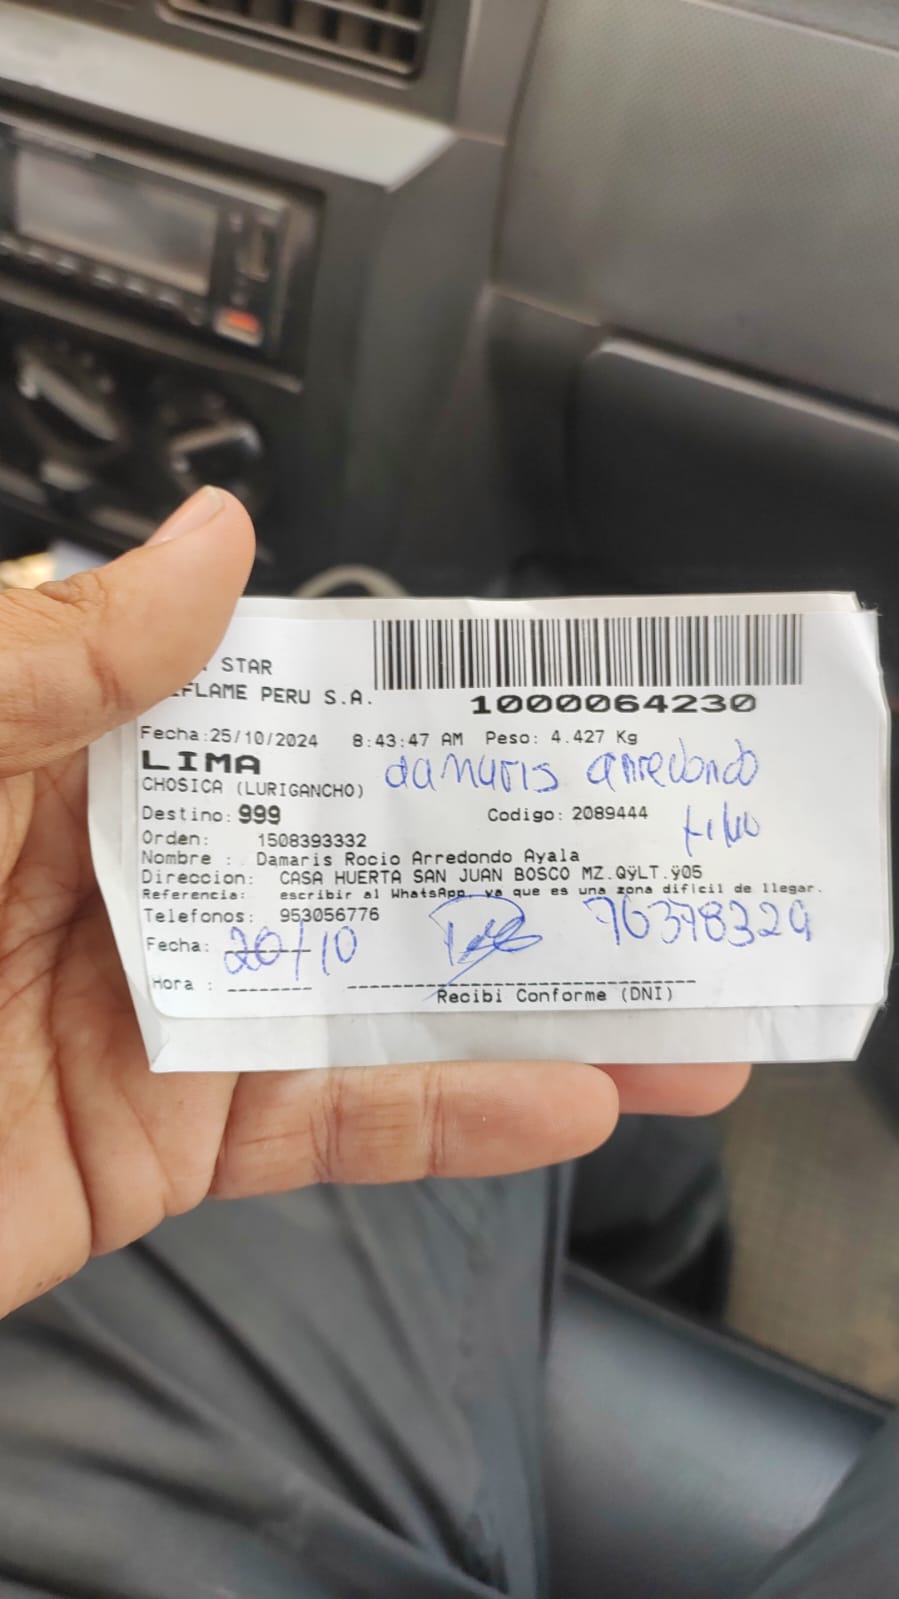 STAR
FLAME PERU S.A.
1000064230
Fecha:25/10/2024 8:43:47 AM Peso: 4.427 Kg
LIMA
damaris arredondo
CHOSICA (LURIGANCHO)
Destino: 999 Codigo: 2089444
Orden: 1508393332
Nombre : Damaris Rocio Arredondo Ayala
Direccion: CASA HUERTA SAN JUAN BOSCO MZ.QÿLT.ÿ05
Referencia: escribir al WhatsApp, ya que es una zona dificil de llegar.
Telefonos: 953056776
76378329
Fecha: 20/10
Hora : ________
Recibi Conforme (DNI)